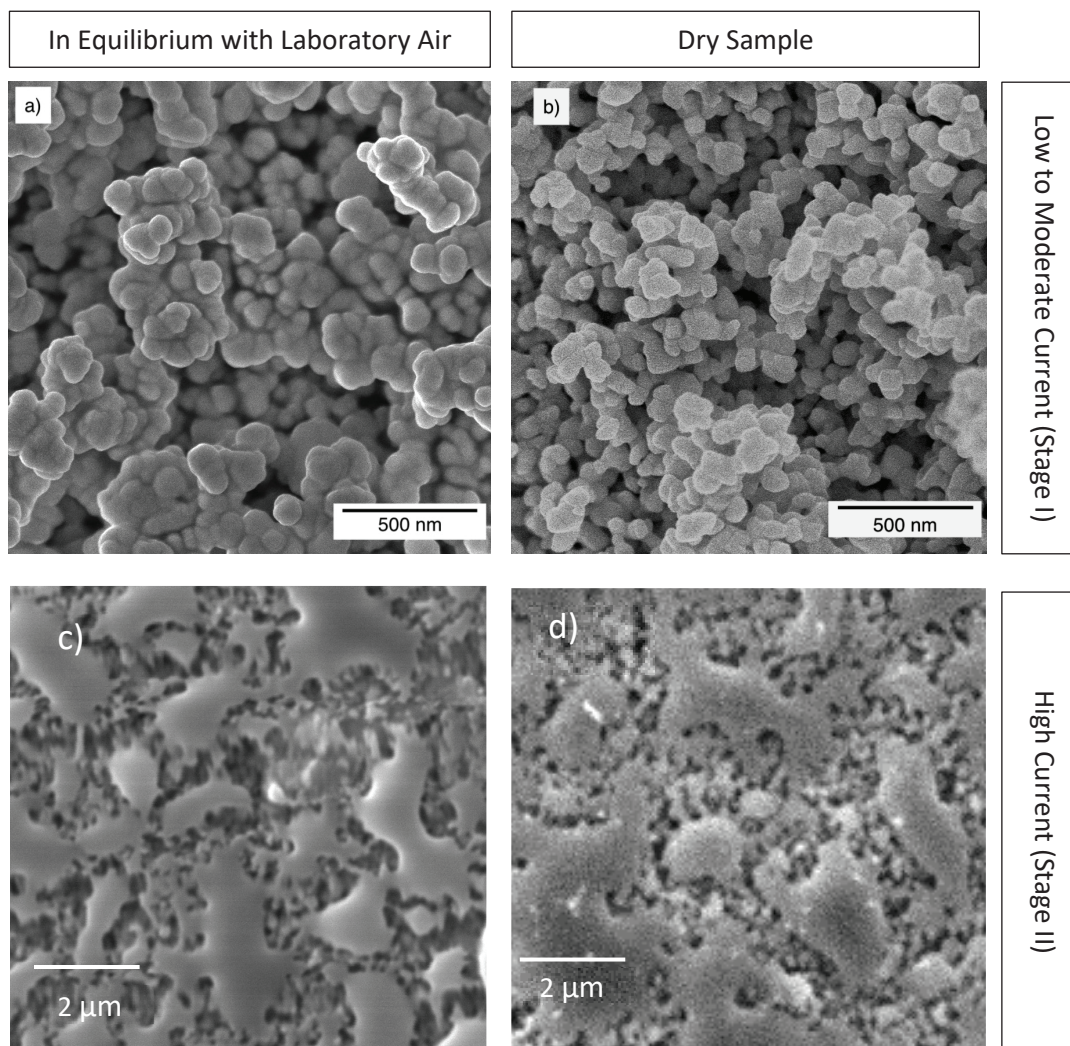 In Equilibrium with Laboratory Air
Dry Sample
a)
b)
Low to Moderate Current (Stage I)
500 nm
500 nm
c)
d)
High Current (Stage II)
2 μm
2 μm